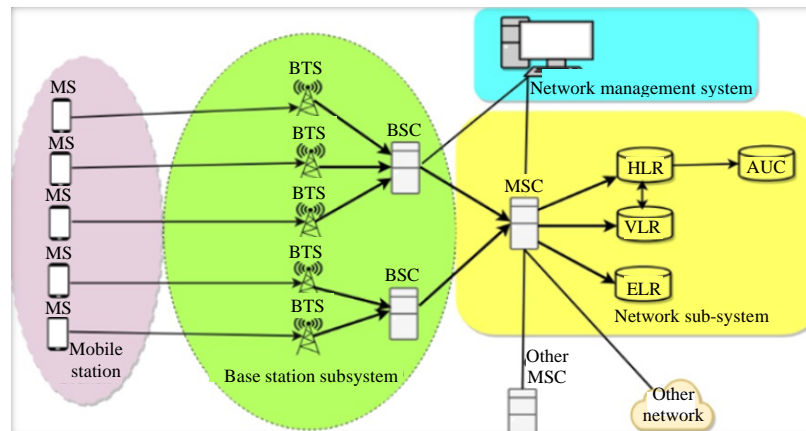 Network management system
MS
MS
MS
MS
MS
Mobile
station
BTS
BTS
BTS
BTS
BTS
BSC
BSC
Base station subsystem
MSC
HLR
AUC
VLR
ELR
Network sub-system
Other
MSC
Other
network